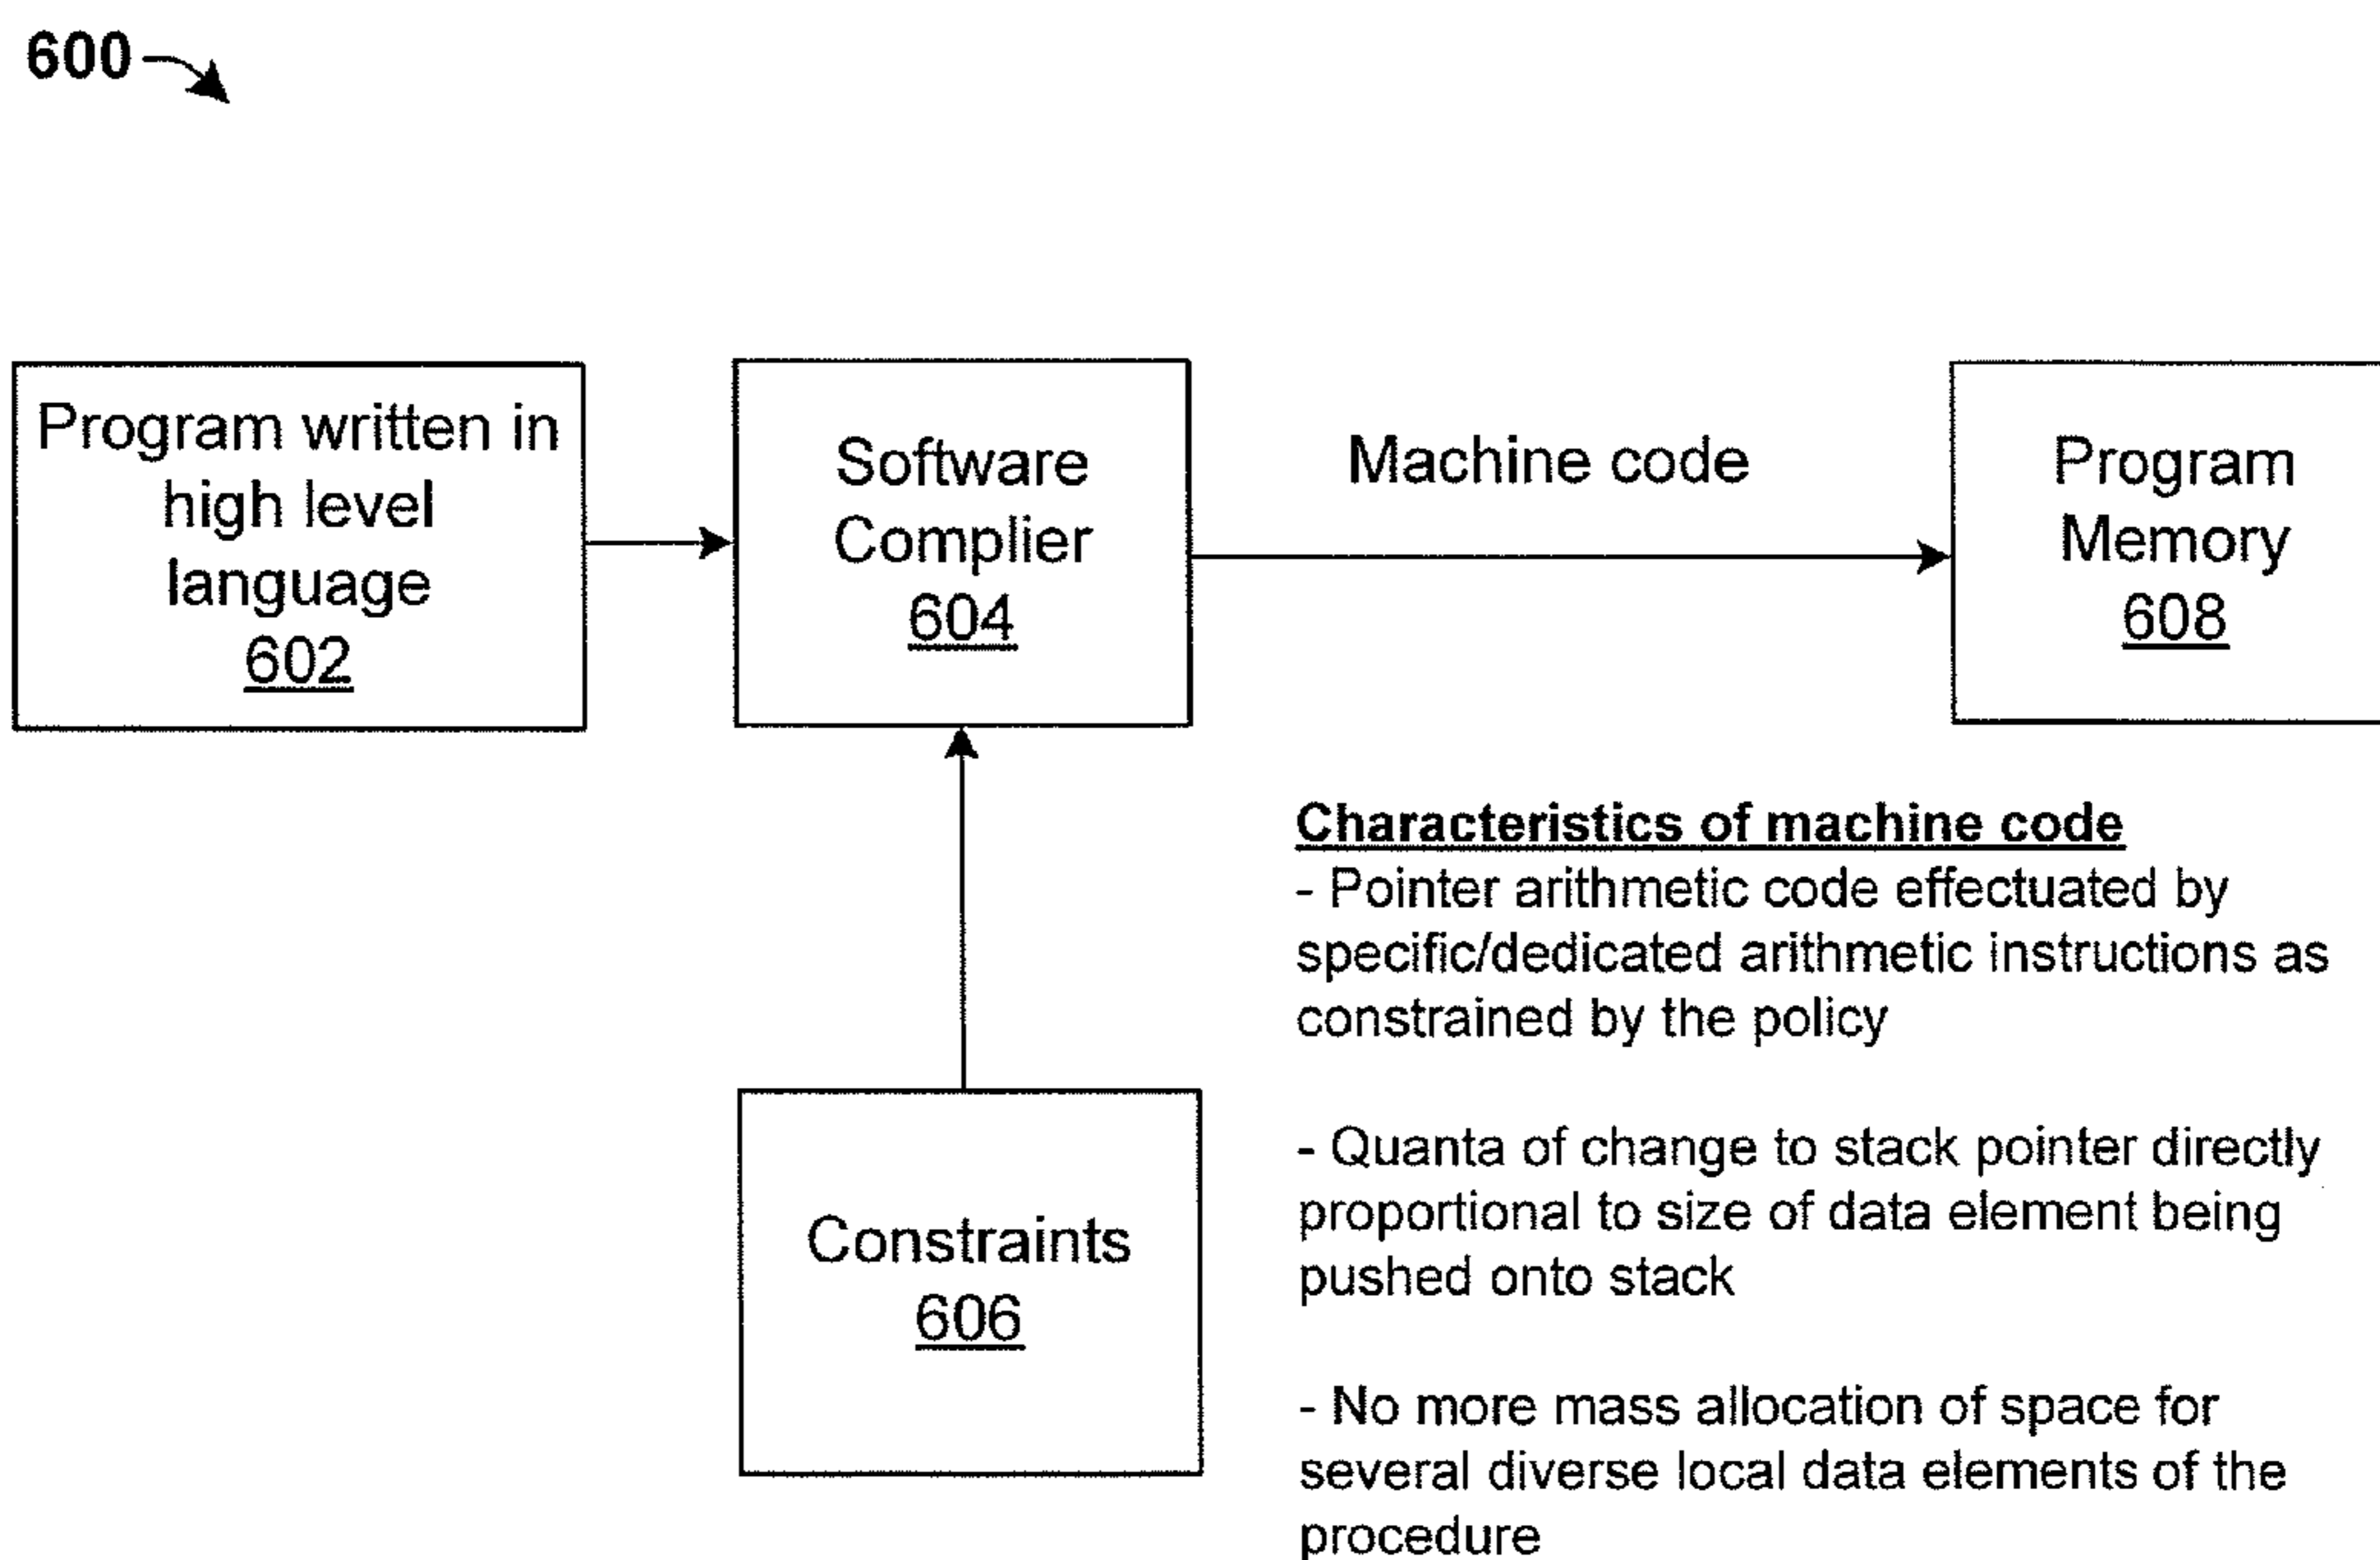 600
Program written in
high level
language
602
Software
Complier
604
Machine code
Program
Memory
608
Constraints
606
Characteristics of machine code
- Pointer arithmetic code effectuated by
specific/dedicated arithmetic instructions as
constrained by the policy
- Quanta of change to stack pointer directly
proportional to size of data element being
pushed onto stack
- No more mass allocation of space for
several diverse local data elements of the
procedure